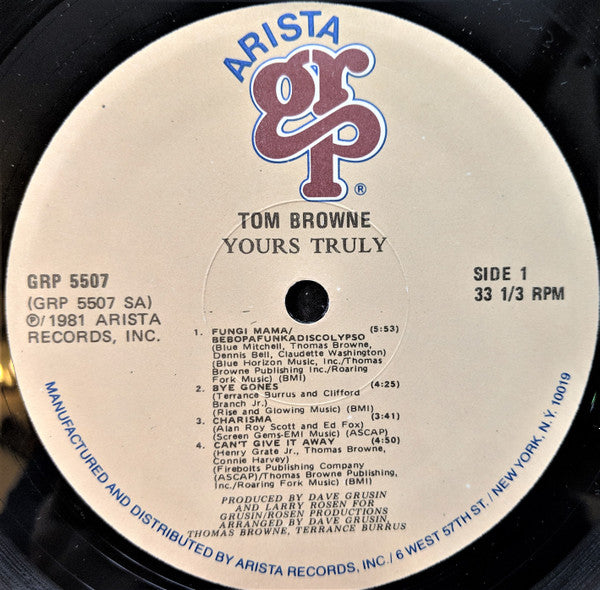 ARISTA
grp®
TOM BROWNE
YOURS TRULY
GRP 5507
(GRP 5507 SA)
℗/1981 ARISTA
RECORDS, INC.
SIDE 1
33 1/3 RPM
1. FUNGI MAMA/ (5:53)
BEBOPAFUNKADISCOLYPSO
(Blue Mitchell, Thomas Browne,
Dennis Bell, Claudette Washington)
(Blue Horizon Music, Inc./Thomas
Browne Publishing Inc./Roaring
Fork Music) (BMI)
2. BYE GONES (4:25)
(Terrance Burrus and Clifford
Branch Jr.)
(Rise and Glowing Music) (BMI)
3. CHARISMA (3:41)
(Alan Roy Scott and Ed Fox)
(Screen Gems-EMI Music) (ASCAP)
4. CAN'T GIVE IT AWAY (4:50)
(Henry Grate Jr., Thomas Browne,
Connie Harvey)
(Firebolts Publishing Company
(ASCAP)/Thomas Browne Publishing,
Inc./Roaring Fork Music) (BMI)
PRODUCED BY DAVE GRUSIN
AND LARRY ROSEN FOR
GRUSIN/ROSEN PRODUCTIONS
ARRANGED BY DAVE GRUSIN,
THOMAS BROWNE, TERRANCE BURRUS
MANUFACTURED AND DISTRIBUTED BY ARISTA RECORDS, INC./6 WEST 57TH ST./NEW YORK, N.Y. 10019